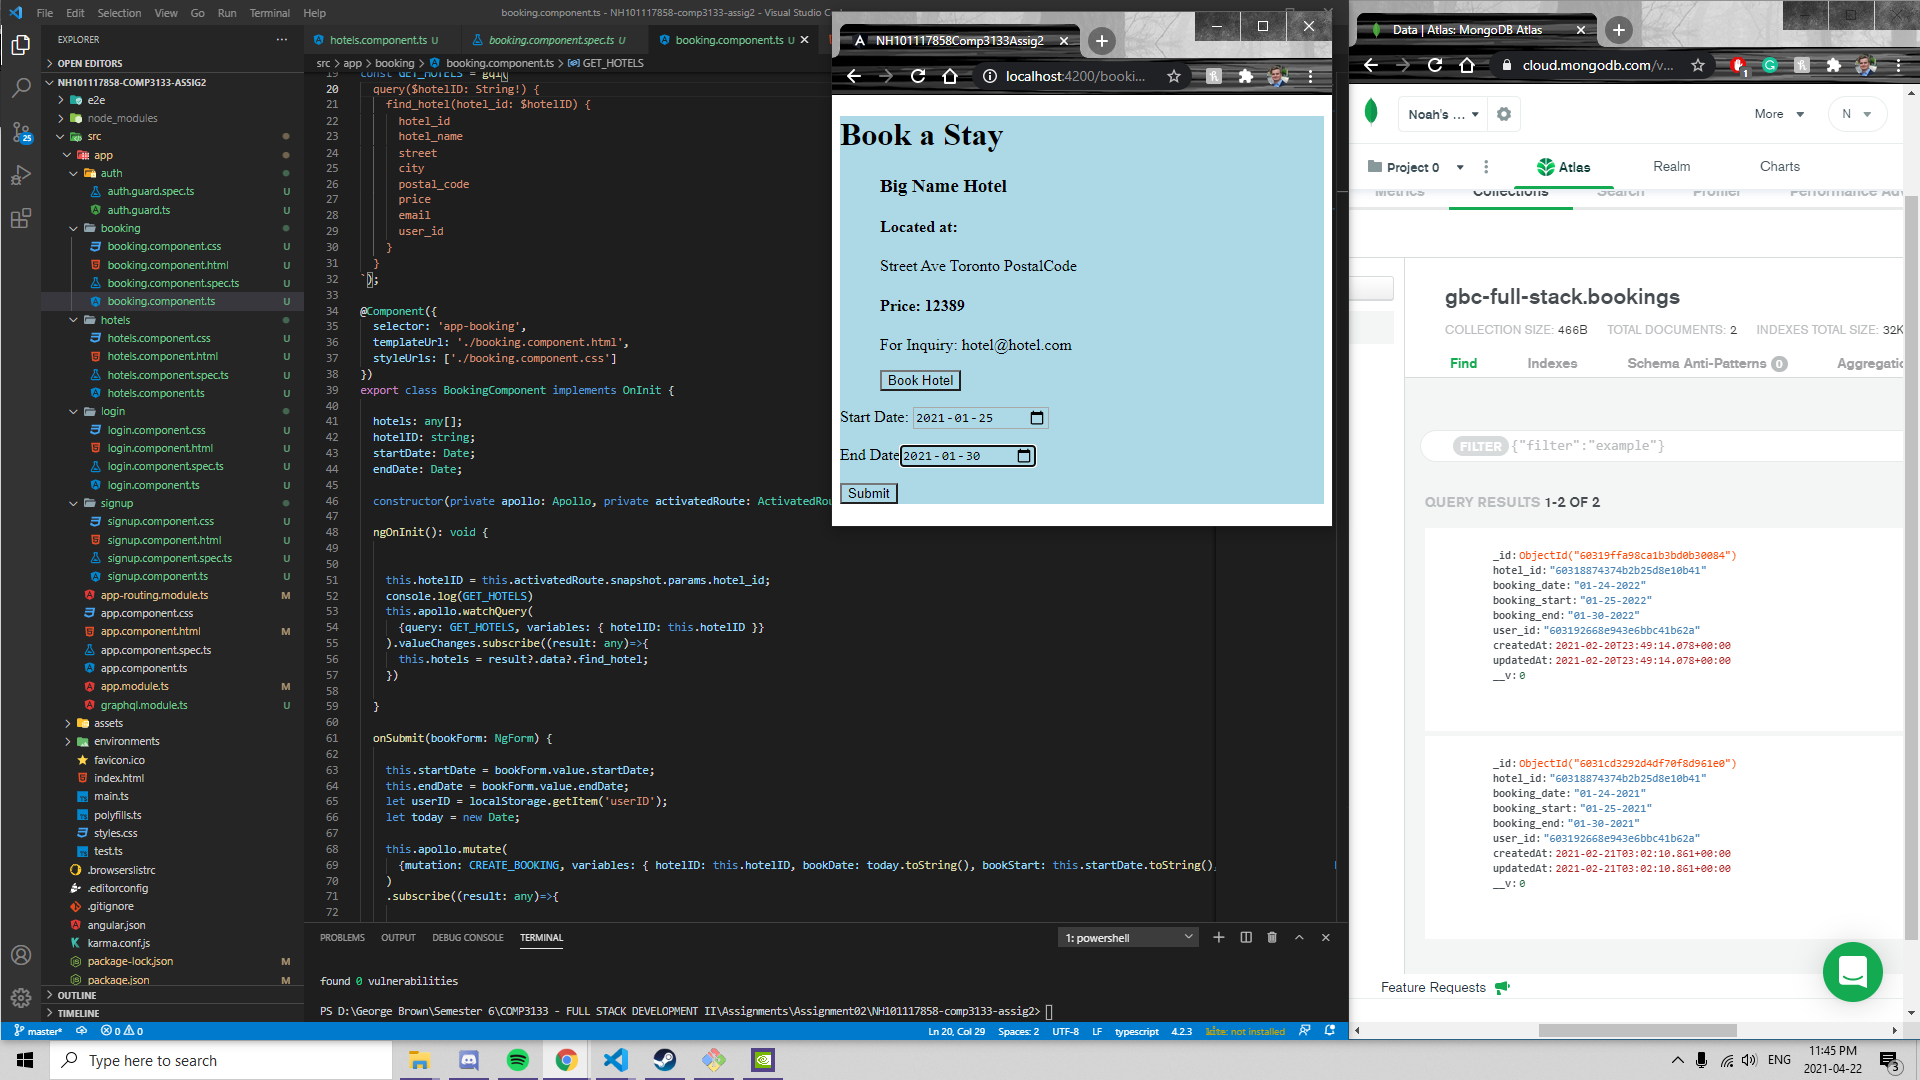 File Edit Selection View Go Run Terminal Help
booking.component.ts - NH101117858-comp3133-assig2 - Visual Studio Co
EXPLORER
OPEN EDITORS
NH101117858-COMP3133-ASSIG2
e2e
node_modules
src
app
auth
auth.guard.spec.ts U
auth.guard.ts U
booking
booking.component.css U
booking.component.html U
booking.component.spec.ts U
booking.component.ts U
hotels
hotels.component.css U
hotels.component.html U
hotels.component.spec.ts U
hotels.component.ts U
login
login.component.css U
login.component.html U
login.component.spec.ts U
login.component.ts U
signup
signup.component.css U
signup.component.html U
signup.component.spec.ts U
signup.component.ts U
app-routing.module.ts M
app.component.css
app.component.html M
app.component.spec.ts
app.component.ts
app.module.ts M
graphql.module.ts U
assets
environments
favicon.ico
index.html
main.ts
polyfills.ts
styles.css
test.ts
.browserslistrc
.editorconfig
.gitignore
angular.json
karma.conf.js
package-lock.json M
package.json M
OUTLINE
TIMELINE
25
hotels.component.ts U
booking.component.spec.ts U
booking.component.ts U
src > app > booking > booking.component.ts > GET_HOTELS
19 const GET_HOTELS = gql(`
20 query($hotelID: String!) {
21 find_hotel(hotel_id: $hotelID) {
22 hotel_id
23 hotel_name
24 street
25 city
26 postal_code
27 price
28 email
29 user_id
30 }
31 }
32 `);
33
34 @Component({
35 selector: 'app-booking',
36 templateUrl: './booking.component.html',
37 styleUrls: ['./booking.component.css']
38 })
39 export class BookingComponent implements OnInit {
40
41 hotels: any[];
42 hotelID: string;
43 startDate: Date;
44 endDate: Date;
45
46 constructor(private apollo: Apollo, private activatedRoute: ActivatedRou
47
48 ngOnInit(): void {
49
50
51 this.hotelID = this.activatedRoute.snapshot.params.hotel_id;
52 console.log(GET_HOTELS)
53 this.apollo.watchQuery(
54 {query: GET_HOTELS, variables: { hotelID: this.hotelID }}
55 ).valueChanges.subscribe((result: any)=>{
56 this.hotels = result?.data?.find_hotel;
57 })
58
59 }
60
61 onSubmit(bookForm: NgForm) {
62
63 this.startDate = bookForm.value.startDate;
64 this.endDate = bookForm.value.endDate;
65 let userID = localStorage.getItem('userID');
66 let today = new Date;
67
68 this.apollo.mutate(
69 {mutation: CREATE_BOOKING, variables: { hotelID: this.hotelID, bookDate: today.toString(), bookStart: this.startDate.toString(),
70 )
71 .subscribe((result: any)=>{
72
PROBLEMS OUTPUT DEBUG CONSOLE TERMINAL
1: powershell
found 0 vulnerabilities
PS D:\George Brown\Semester 6\COMP3133 - FULL STACK DEVELOPMENT II\Assignments\Assignment02\NH101117858-comp3133-assig2>
master* 0 0
Ln 20, Col 29 Spaces: 2 UTF-8 LF typescript 4.2.3 kite: not installed
NH101117858Comp3133Assig2
localhost:4200/booki...
Book a Stay
Big Name Hotel
Located at:
Street Ave Toronto PostalCode
Price: 12389
For Inquiry: hotel@hotel.com
Book Hotel
Start Date: 2021-01-25
End Date 2021-01-30
Submit
Data | Atlas: MongoDB Atlas
cloud.mongodb.com/v...
1
Noah's ...
More
N
Project 0
Atlas
Realm
Charts
Metrics Collections Search Profiler Performance Adv
gbc-full-stack.bookings
COLLECTION SIZE: 466B TOTAL DOCUMENTS: 2 INDEXES TOTAL SIZE: 32K
Find Indexes Schema Anti-Patterns 0 Aggregatic
FILTER {"filter":"example"}
QUERY RESULTS 1-2 OF 2
_id:ObjectId("60319ffa98ca1b3bd0b30084")
hotel_id:"60318874374b2b25d8e10b41"
booking_date:"01-24-2022"
booking_start:"01-25-2022"
booking_end:"01-30-2022"
user_id:"603192668e943e6bbc41b62a"
createdAt:2021-02-20T23:49:14.078+00:00
updatedAt:2021-02-20T23:49:14.078+00:00
__v:0
_id:ObjectId("6031cd3292d4df70f8d961e0")
hotel_id:"60318874374b2b25d8e10b41"
booking_date:"01-24-2021"
booking_start:"01-25-2021"
booking_end:"01-30-2021"
user_id:"603192668e943e6bbc41b62a"
createdAt:2021-02-21T03:02:10.861+00:00
updatedAt:2021-02-21T03:02:10.861+00:00
__v:0
Feature Requests
Type here to search
ENG
11:45 PM
2021-04-22
3